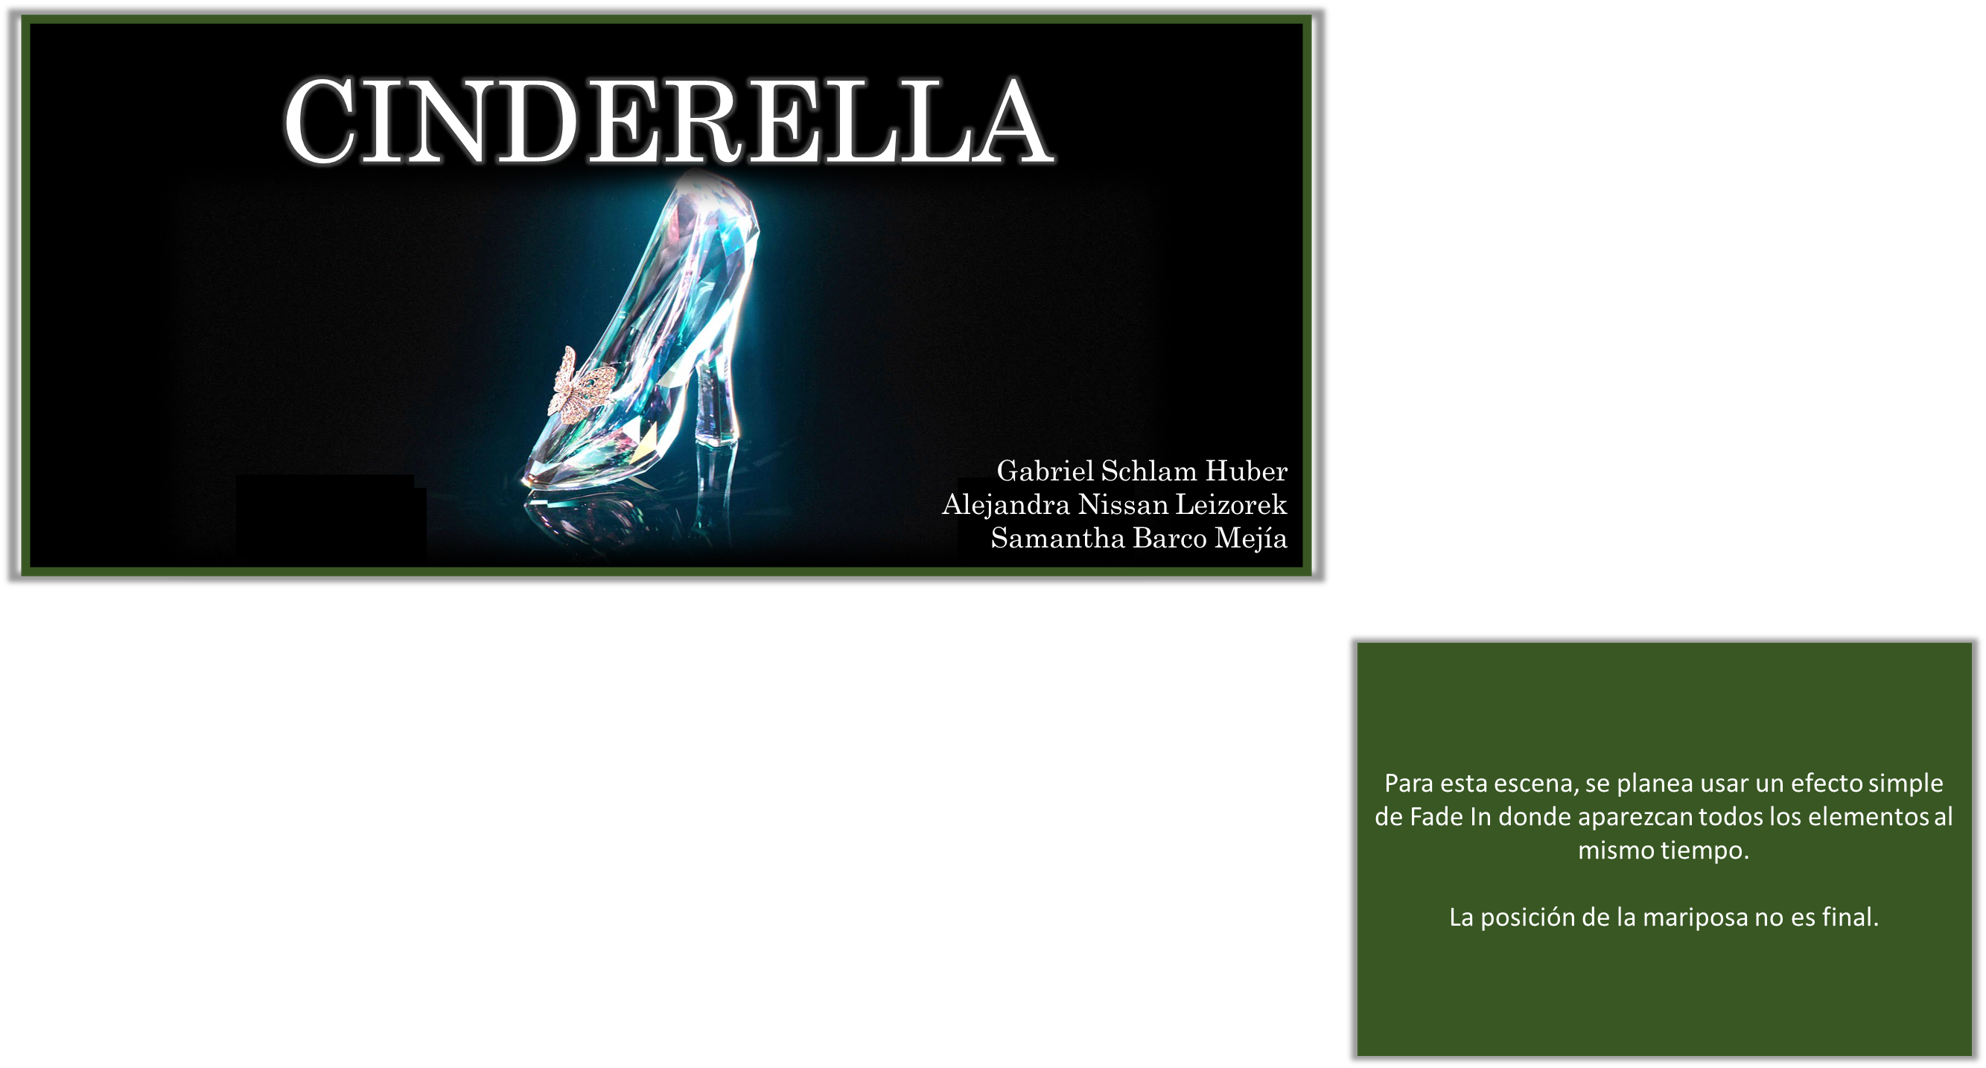 CINDERELLA
Gabriel Schlam Huber
Alejandra Nissan Leizorek
Samantha Barco Mejía
Para esta escena, se planea usar un efecto simple
de Fade In donde aparezcan todos los elementos al
mismo tiempo.
La posición de la mariposa no es final.